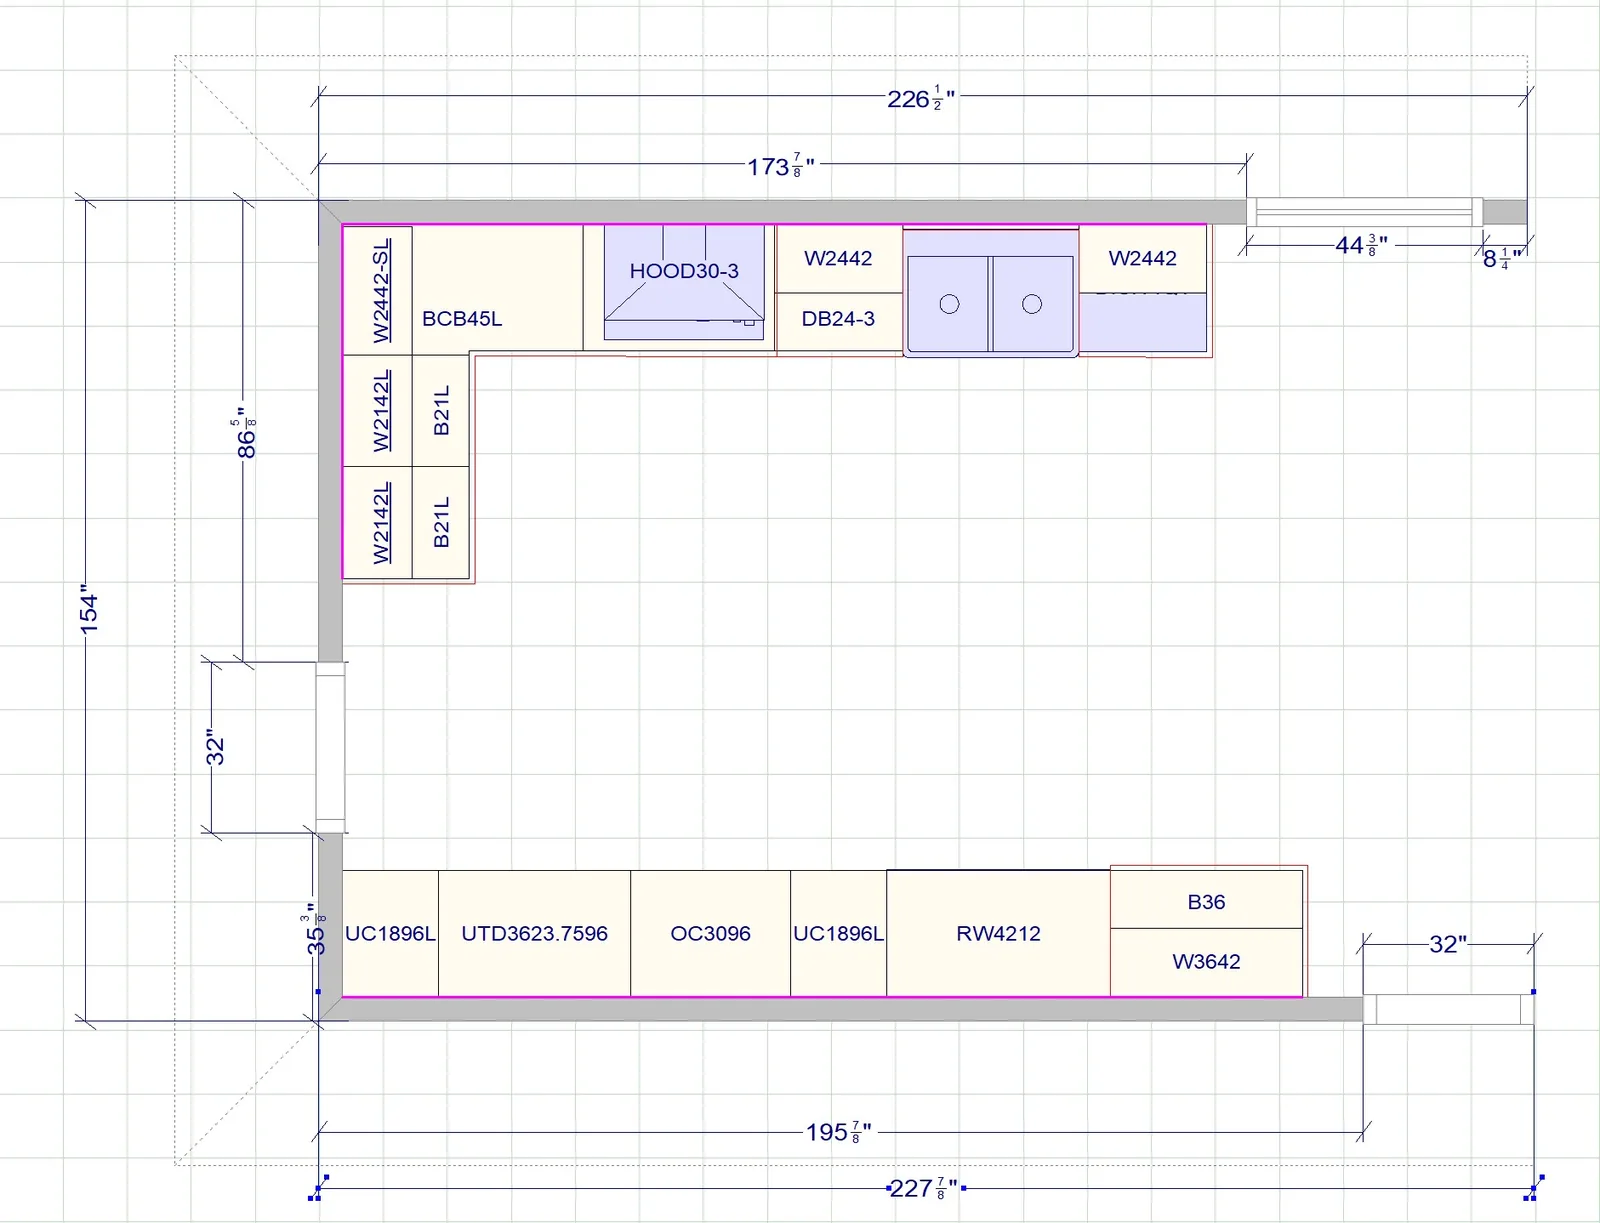 226 1/2"
173 7/8"
44 3/8"
8 1/4"
W2442-SL
BCB45L
HOOD30-3
W2442
DB24-3
W2442
W2142L
B21L
W2142L
B21L
86 5/8"
154"
32"
35 3/8"
UC1896L
UTD3623.7596
OC3096
UC1896L
RW4212
B36
W3642
32"
195 7/8"
227 7/8"